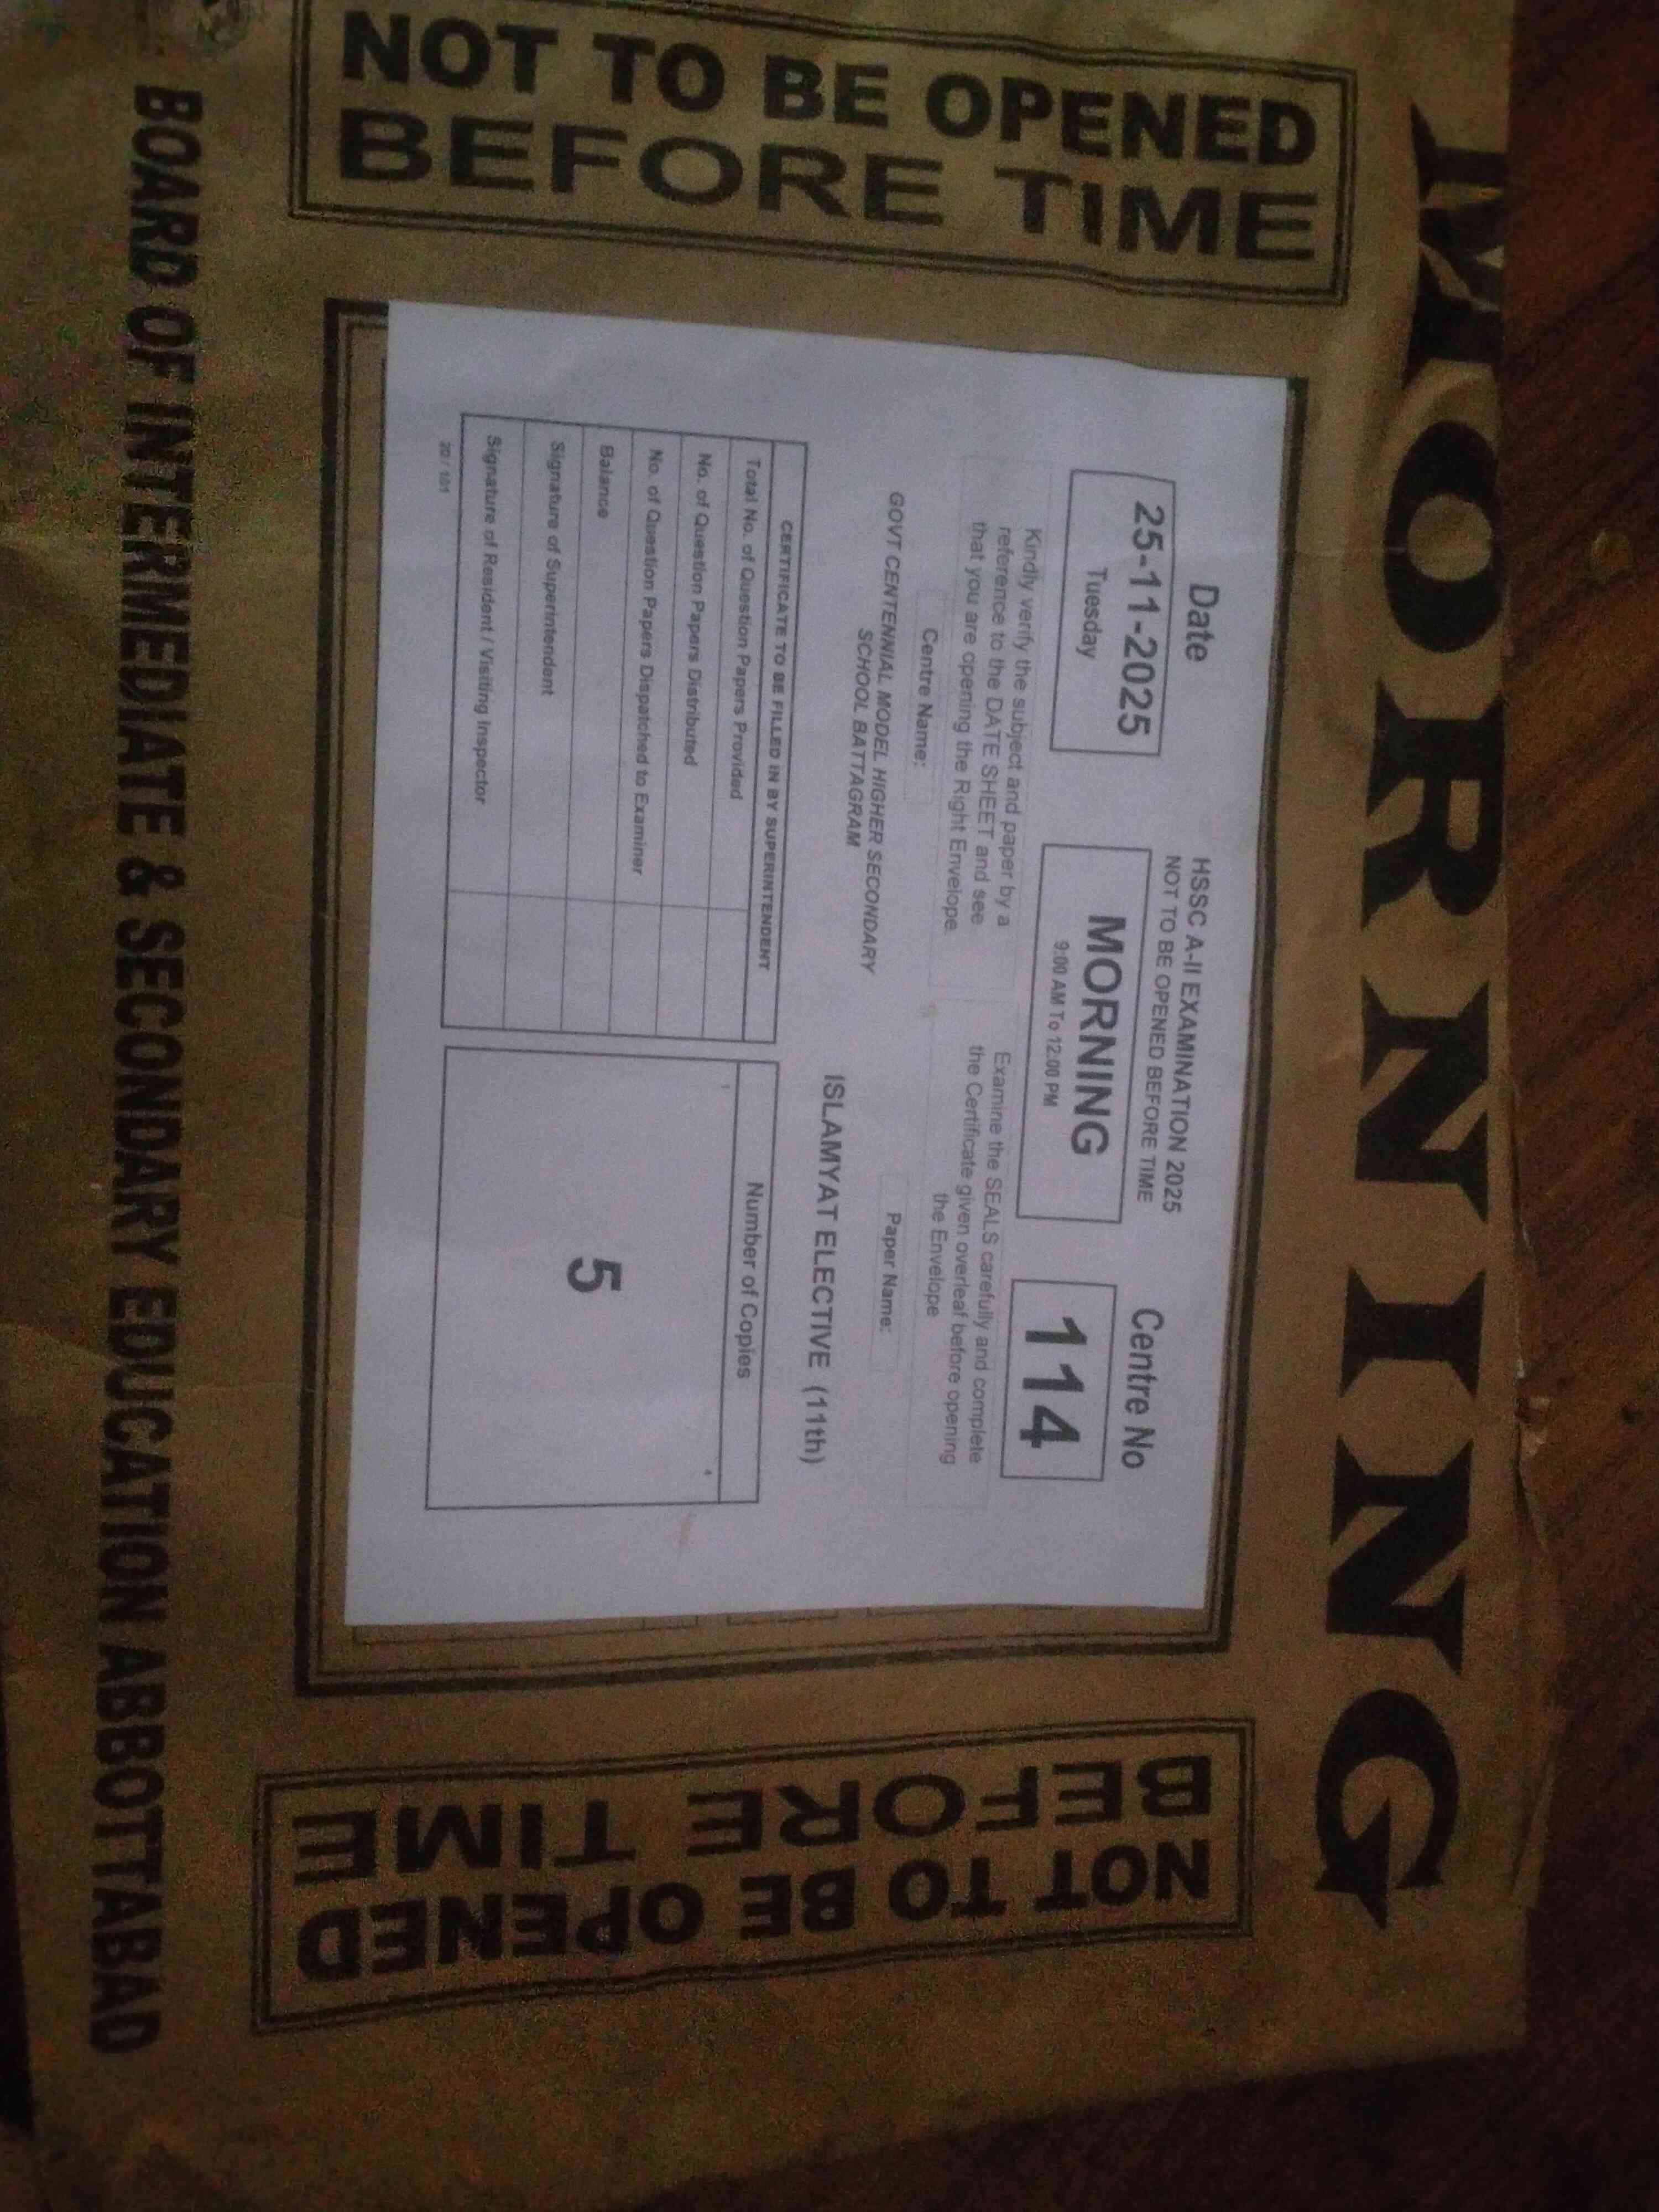 MORNING
NOT TO BE OPENED
BEFORE TIME
Date
25-11-2025
Tuesday
HSSC A-II EXAMINATION 2025
NOT TO BE OPENED BEFORE TIME
MORNING
9:00 AM To 12:00 PM
Centre No
114
Kindly verify the subject and paper by a
reference to the DATE SHEET and see
that you are opening the Right Envelope.
Examine the SEALS carefully and complete
the Certificate given overleaf before opening
the Envelope
Centre Name:
GOVT CENTENNIAL MODEL HIGHER SECONDARY
SCHOOL BATTAGRAM
Paper Name:
ISLAMYAT ELECTIVE (11th)
CERTIFICATE TO BE FILLED IN BY SUPERINTENDENT
Total No. of Question Papers Provided
No. of Question Papers Distributed
No. of Question Papers Dispatched to Examiner
Balance
Signature of Superintendent
Signature of Resident / Visiting Inspector
Number of Copies
5
NOT TO BE OPENED
BEFORE TIME
BOARD OF INTERMEDIATE & SECONDARY EDUCATION ABBOTTABAD